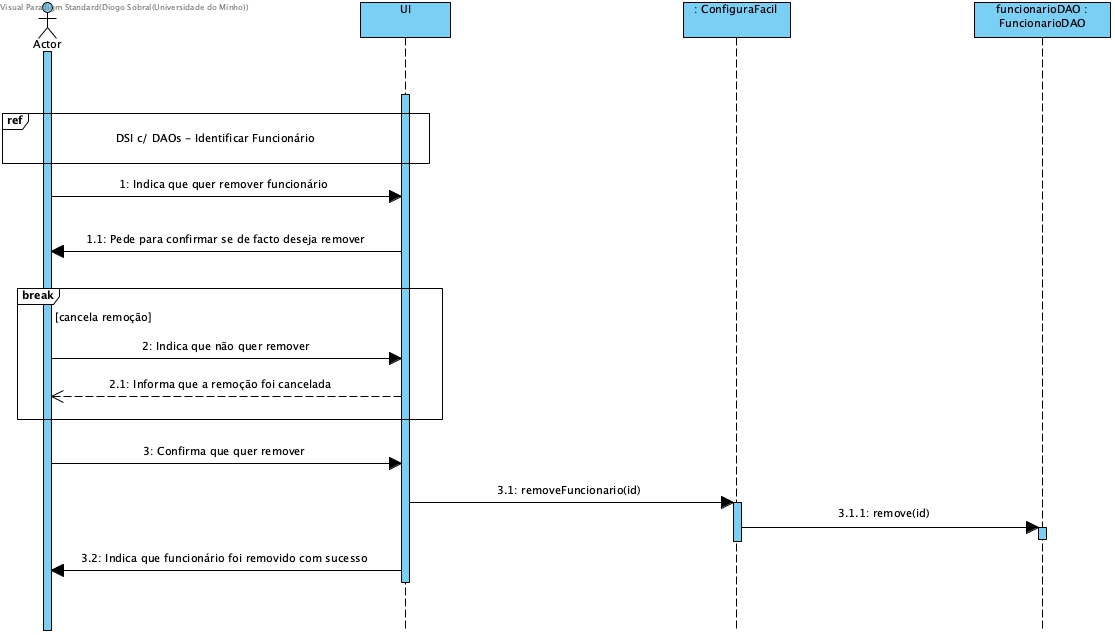 Visual Paradigm Standard(Diogo Sobral(Universidade do Minho))
Actor
UI
: ConfiguraFacil
funcionarioDAO :
FuncionarioDAO
ref
DSI c/ DAOs - Identificar Funcionário
1: Indica que quer remover funcionário
1.1: Pede para confirmar se de facto deseja remover
break
[cancela remoção]
2: Indica que não quer remover
2.1: Informa que a remoção foi cancelada
3: Confirma que quer remover
3.1: removeFuncionario(id)
3.1.1: remove(id)
3.2: Indica que funcionário foi removido com sucesso